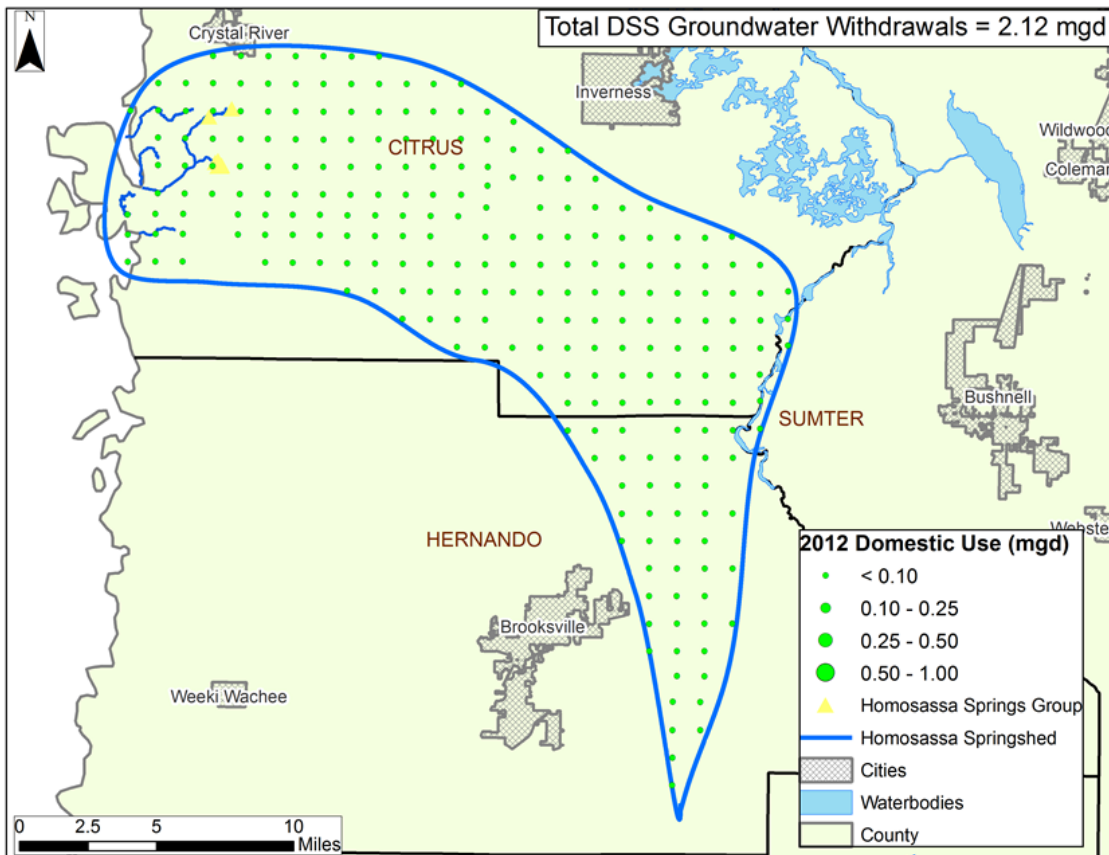 N
Crystal River
Total DSS Groundwater Withdrawals = 2.12 mgd
Inverness
CITRUS
Wildwood
Coleman
Bushnell
SUMTER
HERNANDO
Webster
Brooksville
Weeki Wachee
2012 Domestic Use (mgd)
< 0.10
0.10 - 0.25
0.25 - 0.50
0.50 - 1.00
Homosassa Springs Group
Homosassa Springshed
Cities
Waterbodies
County
0 2.5 5 10
Miles